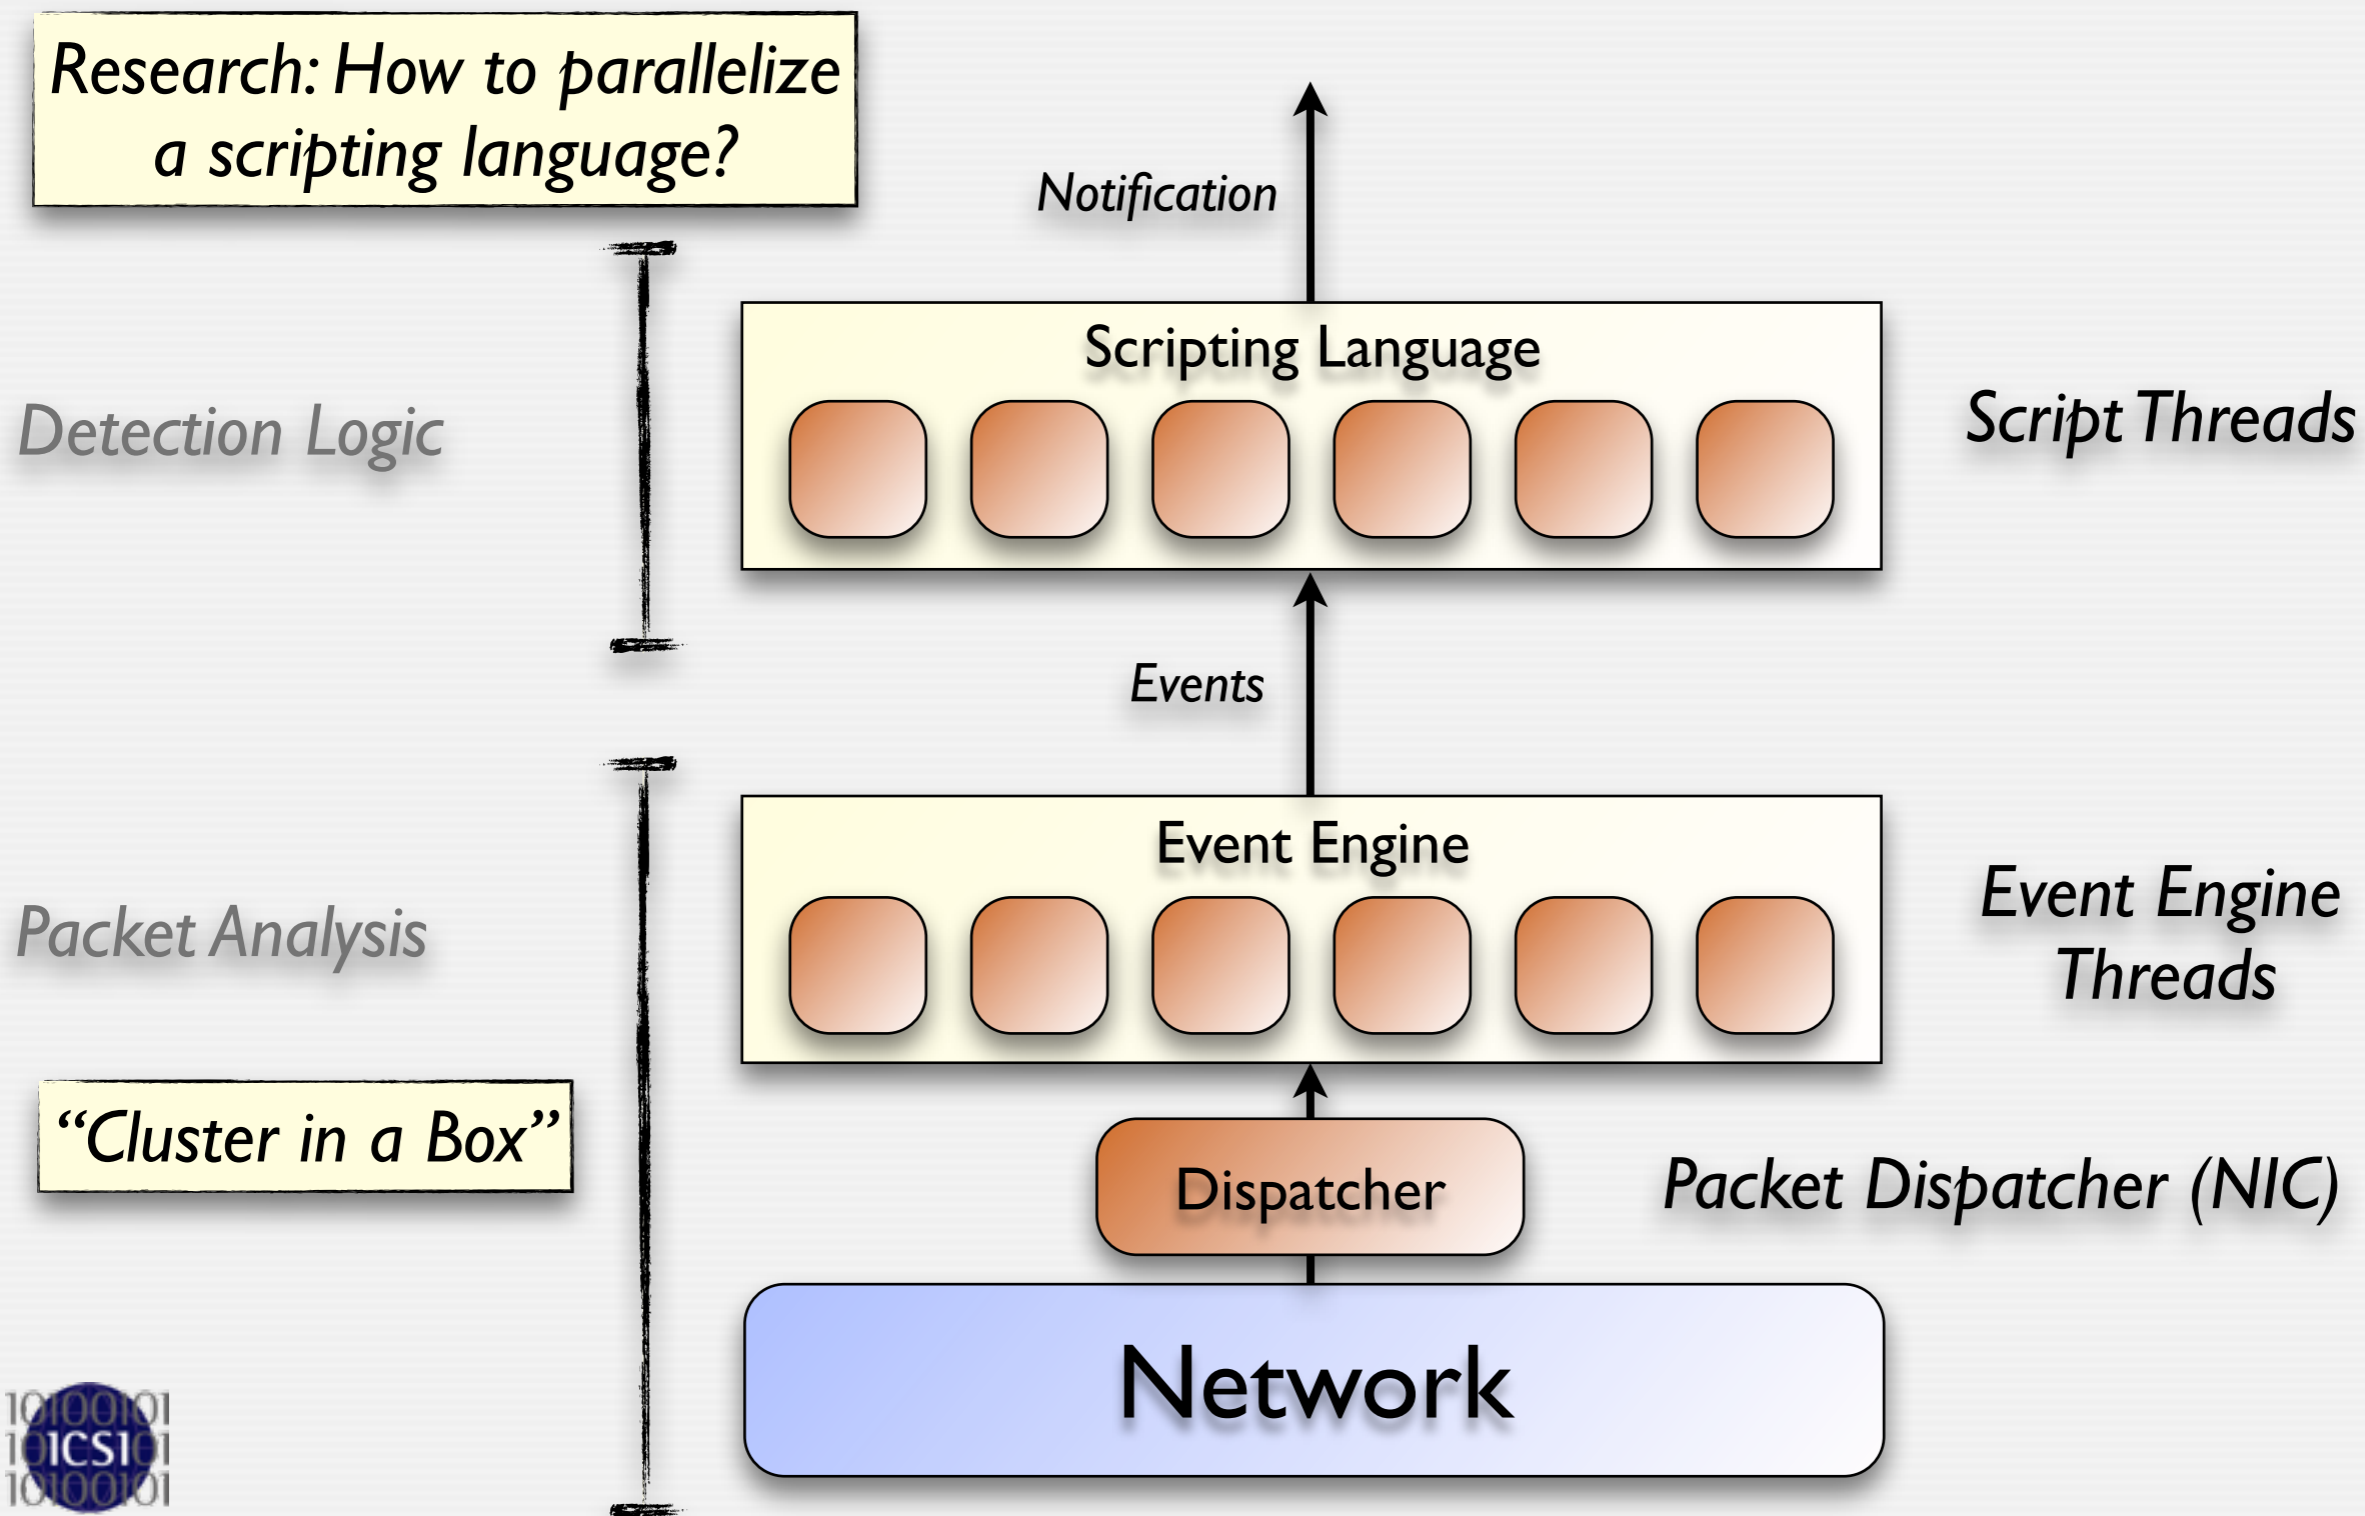 Research: How to parallelize
a scripting language?
Notification
Scripting Language
Detection Logic
Script Threads
Events
Event Engine
Packet Analysis
Event Engine
Threads
“Cluster in a Box”
Dispatcher
Packet Dispatcher (NIC)
Network
10100101
101ICSI01
10100101